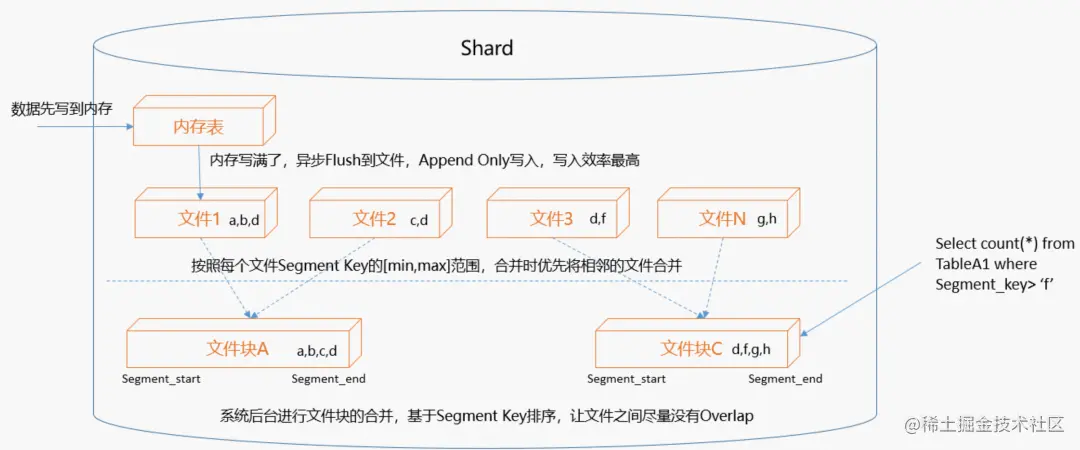 Shard
数据先写到内存
内存表
内存写满了，异步Flush到文件，Append Only写入，写入效率最高
文件1 a,b,d
文件2 c,d
文件3 d,f
文件N g,h
按照每个文件Segment Key的[min,max]范围，合并时优先将相邻的文件合并
Select count(*) from
TableA1 where
Segment_key> ‘f’
文件块A a,b,c,d
文件块C d,f,g,h
Segment_start Segment_end
Segment_start Segment_end
系统后台进行文件块的合并，基于Segment Key排序，让文件之间尽量没有Overlap
@稀土掘金技术社区